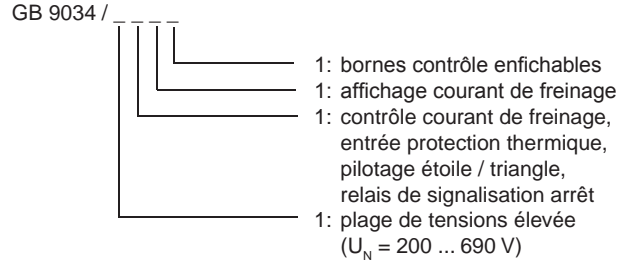 GB 9034 / _ _ _ _
1: bornes contrôle enfichables
1: affichage courant de freinage
1: contrôle courant de freinage,
entrée protection thermique,
pilotage étoile / triangle,
relais de signalisation arrêt
1: plage de tensions élevée
(UN = 200 ... 690 V)